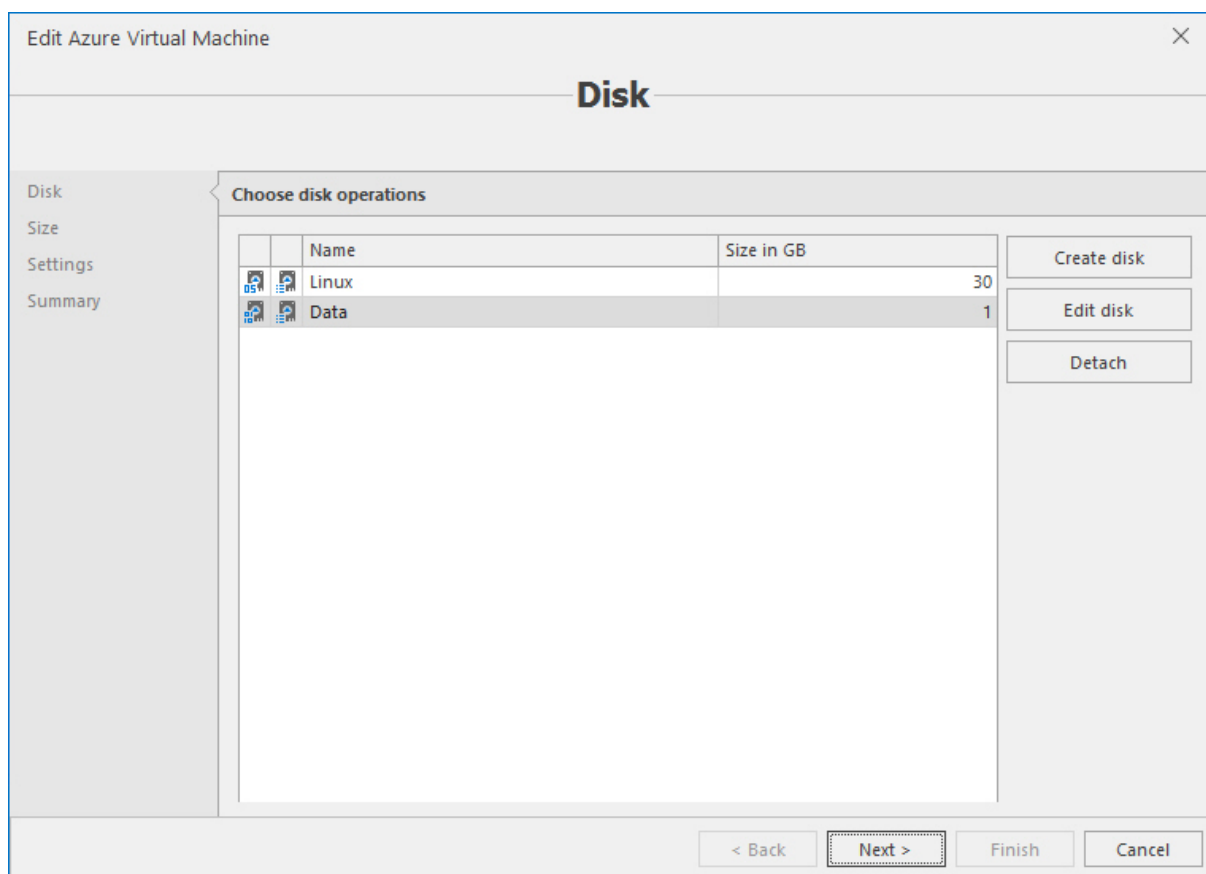 Edit Azure Virtual Machine
Disk
Disk
Size
Settings
Summary
Choose disk operations
Name Size in GB
Linux 30
Data 1
Create disk
Edit disk
Detach
< Back Next > Finish Cancel